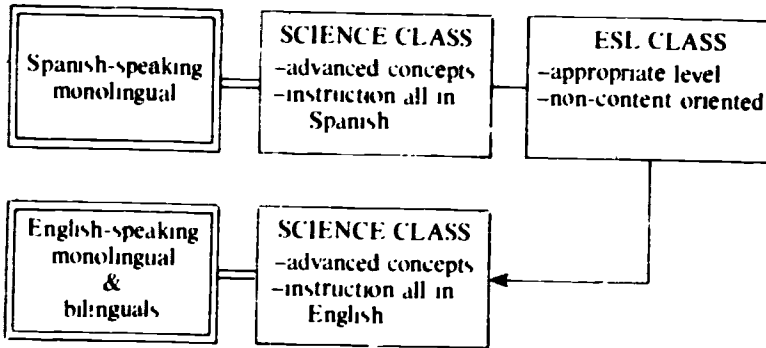 Spanish-speaking
monolingual
SCIENCE CLASS
-advanced concepts
-instruction all in
Spanish
ESL CLASS
-appropriate level
-non-content oriented
English-speaking
monolingual
&
bilinguals
SCIENCE CLASS
-advanced concepts
-instruction all in
English